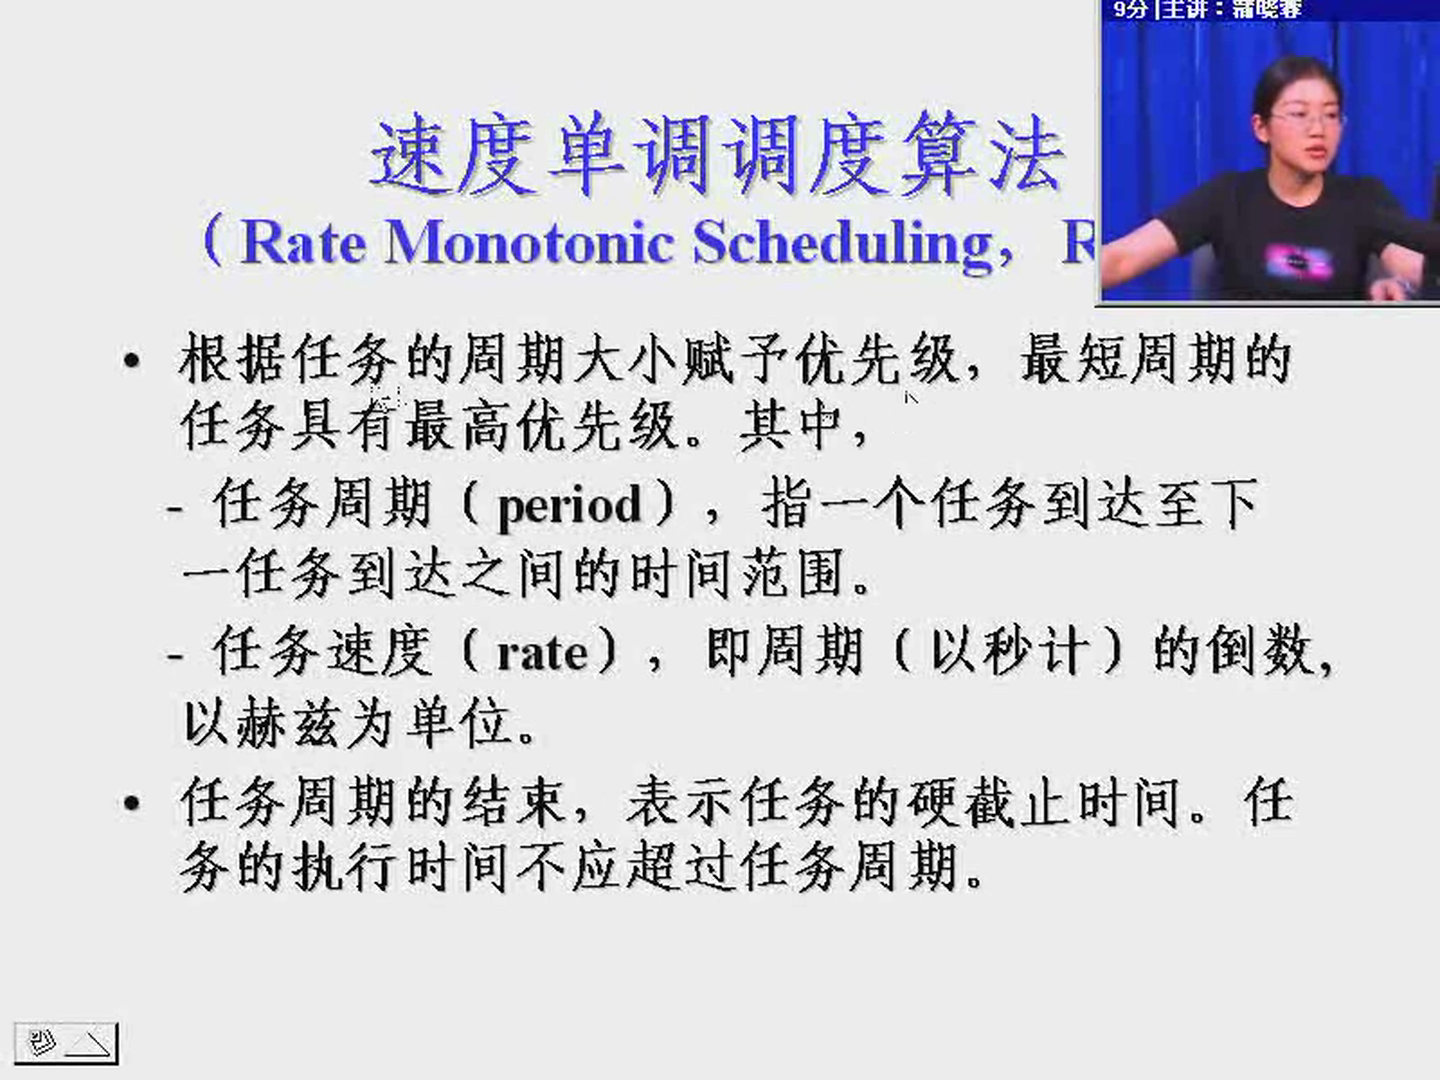 9分|主讲：蒲晓蓉
速度单调调度算法
（Rate Monotonic Scheduling， R
• 根据任务的周期大小赋予优先级，最短周期的
任务具有最高优先级。其中，
- 任务周期（period），指一个任务到达至下
一任务到达之间的时间范围。
- 任务速度（rate），即周期（以秒计）的倒数，
以赫兹为单位。
• 任务周期的结束，表示任务的硬截止时间。任
务的执行时间不应超过任务周期。